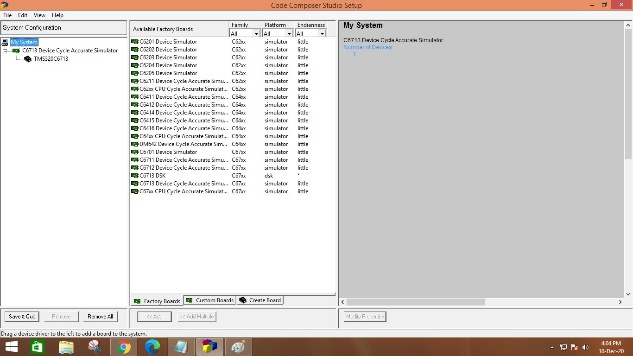 Code Composer Studio Setup
File Edit View Help
System Configuration
My System
C6713 Device Cycle Accurate Simulator
TMS320C6713
Available Factory Boards Family Platform Endianness
All All All
C6201 Device Simulator C62xx simulator little
C6202 Device Simulator C62xx simulator little
C6203 Device Simulator C62xx simulator little
C6204 Device Simulator C62xx simulator little
C6205 Device Simulator C62xx simulator little
C6211 Device Cycle Accurate Simu... C62xx simulator little
C62xx CPU Cycle Accurate Simulat... C62xx simulator little
C6411 Device Cycle Accurate Simu... C64xx simulator little
C6412 Device Cycle Accurate Simu... C64xx simulator little
C6414 Device Cycle Accurate Simu... C64xx simulator little
C6415 Device Cycle Accurate Simu... C64xx simulator little
C6416 Device Cycle Accurate Simu... C64xx simulator little
C64xx CPU Cycle Accurate Simulat... C64xx simulator little
DM642 Device Cycle Accurate Sim... C64xx simulator little
C6701 Device Simulator C67xx simulator little
C6711 Device Cycle Accurate Simu... C67xx simulator little
C6712 Device Cycle Accurate Simu... C67xx simulator little
C6713 DSK C67xx dsk *
C6713 Device Cycle Accurate Simu... C67xx simulator little
C67xx CPU Cycle Accurate Simulat... C67xx simulator little
Factory Boards Custom Boards Create Board
My System
C6713 Device Cycle Accurate Simulator
Number of Devices:
1
Save & Quit Remove Remove All << Add << Add Multiple Modify Properties
Drag a device driver to the left to add a board to the system.
4:04 PM
10-Dec-20